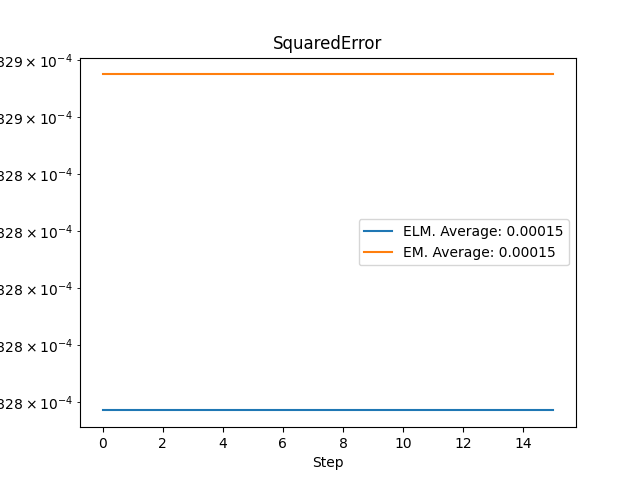 SquaredError
329 × 10⁻⁴
329 × 10⁻⁴
328 × 10⁻⁴
328 × 10⁻⁴
328 × 10⁻⁴
328 × 10⁻⁴
328 × 10⁻⁴
ELM. Average: 0.00015
EM. Average: 0.00015
0 2 4 6 8 10 12 14
Step